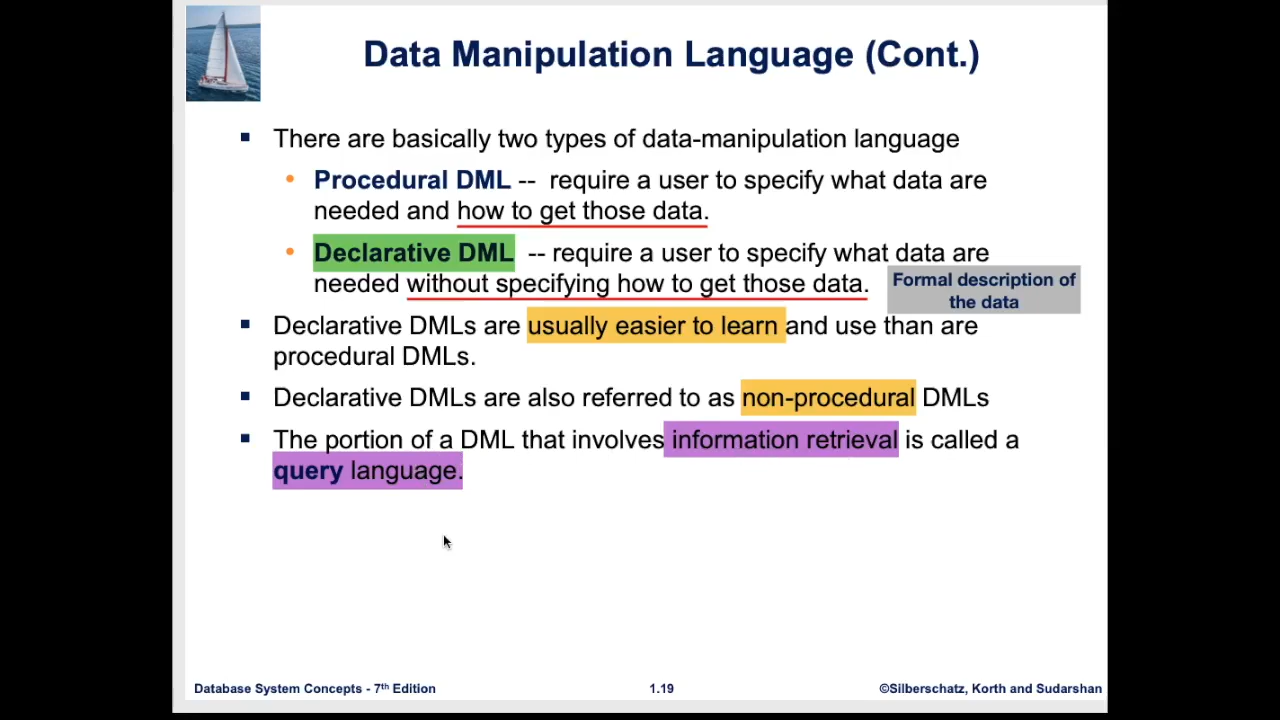 Data Manipulation Language (Cont.)
▪ There are basically two types of data-manipulation language
• Procedural DML -- require a user to specify what data are
needed and how to get those data.
• Declarative DML -- require a user to specify what data are
needed without specifying how to get those data.
Formal description of
the data
▪ Declarative DMLs are usually easier to learn and use than are
procedural DMLs.
▪ Declarative DMLs are also referred to as non-procedural DMLs
▪ The portion of a DML that involves information retrieval is called a
query language.
Database System Concepts - 7th Edition
1.19
©Silberschatz, Korth and Sudarshan